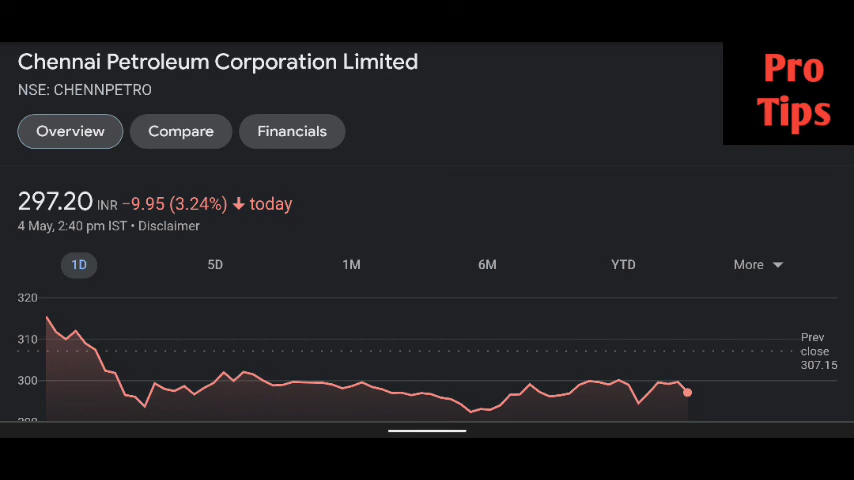 Chennai Petroleum Corporation Limited
NSE: CHENNPETRO
Pro
Tips
Overview Compare Financials
297.20 INR −9.95 (3.24%) ↓ today
4 May, 2:40 pm IST • Disclaimer
1D 5D 1M 6M YTD More
320
310
Prev
close
307.15
300